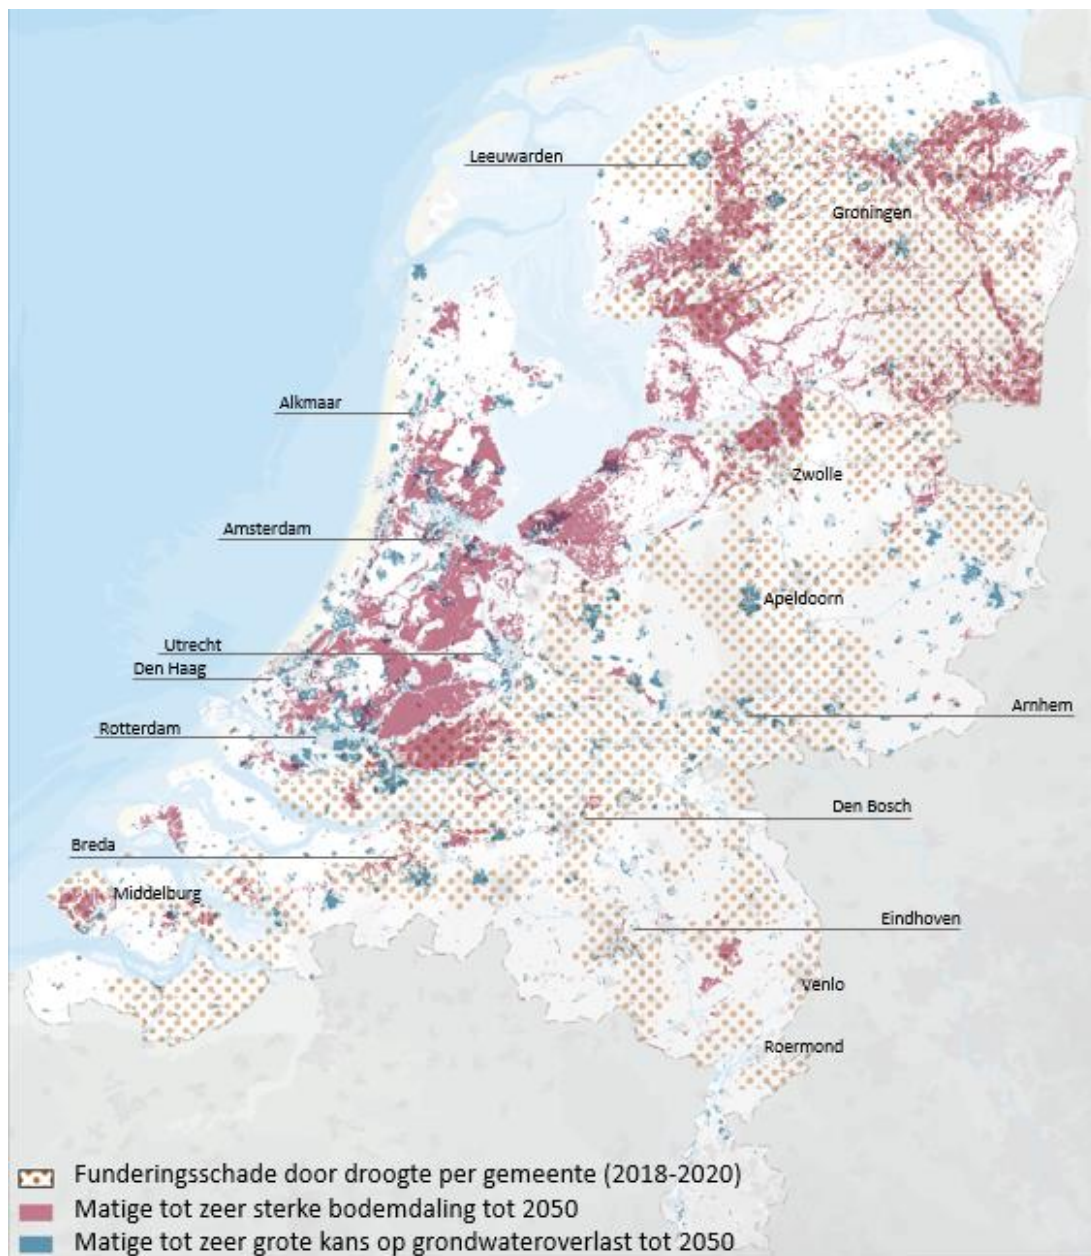 Leeuwarden
Groningen
Alkmaar
Zwolle
Amsterdam
Apeldoorn
Utrecht
Den Haag
Arnhem
Rotterdam
Den Bosch
Breda
Middelburg
Eindhoven
Venlo
Roermond
Funderingsschade door droogte per gemeente (2018-2020)
Matige tot zeer sterke bodemdaling tot 2050
Matige tot zeer grote kans op grondwateroverlast tot 2050